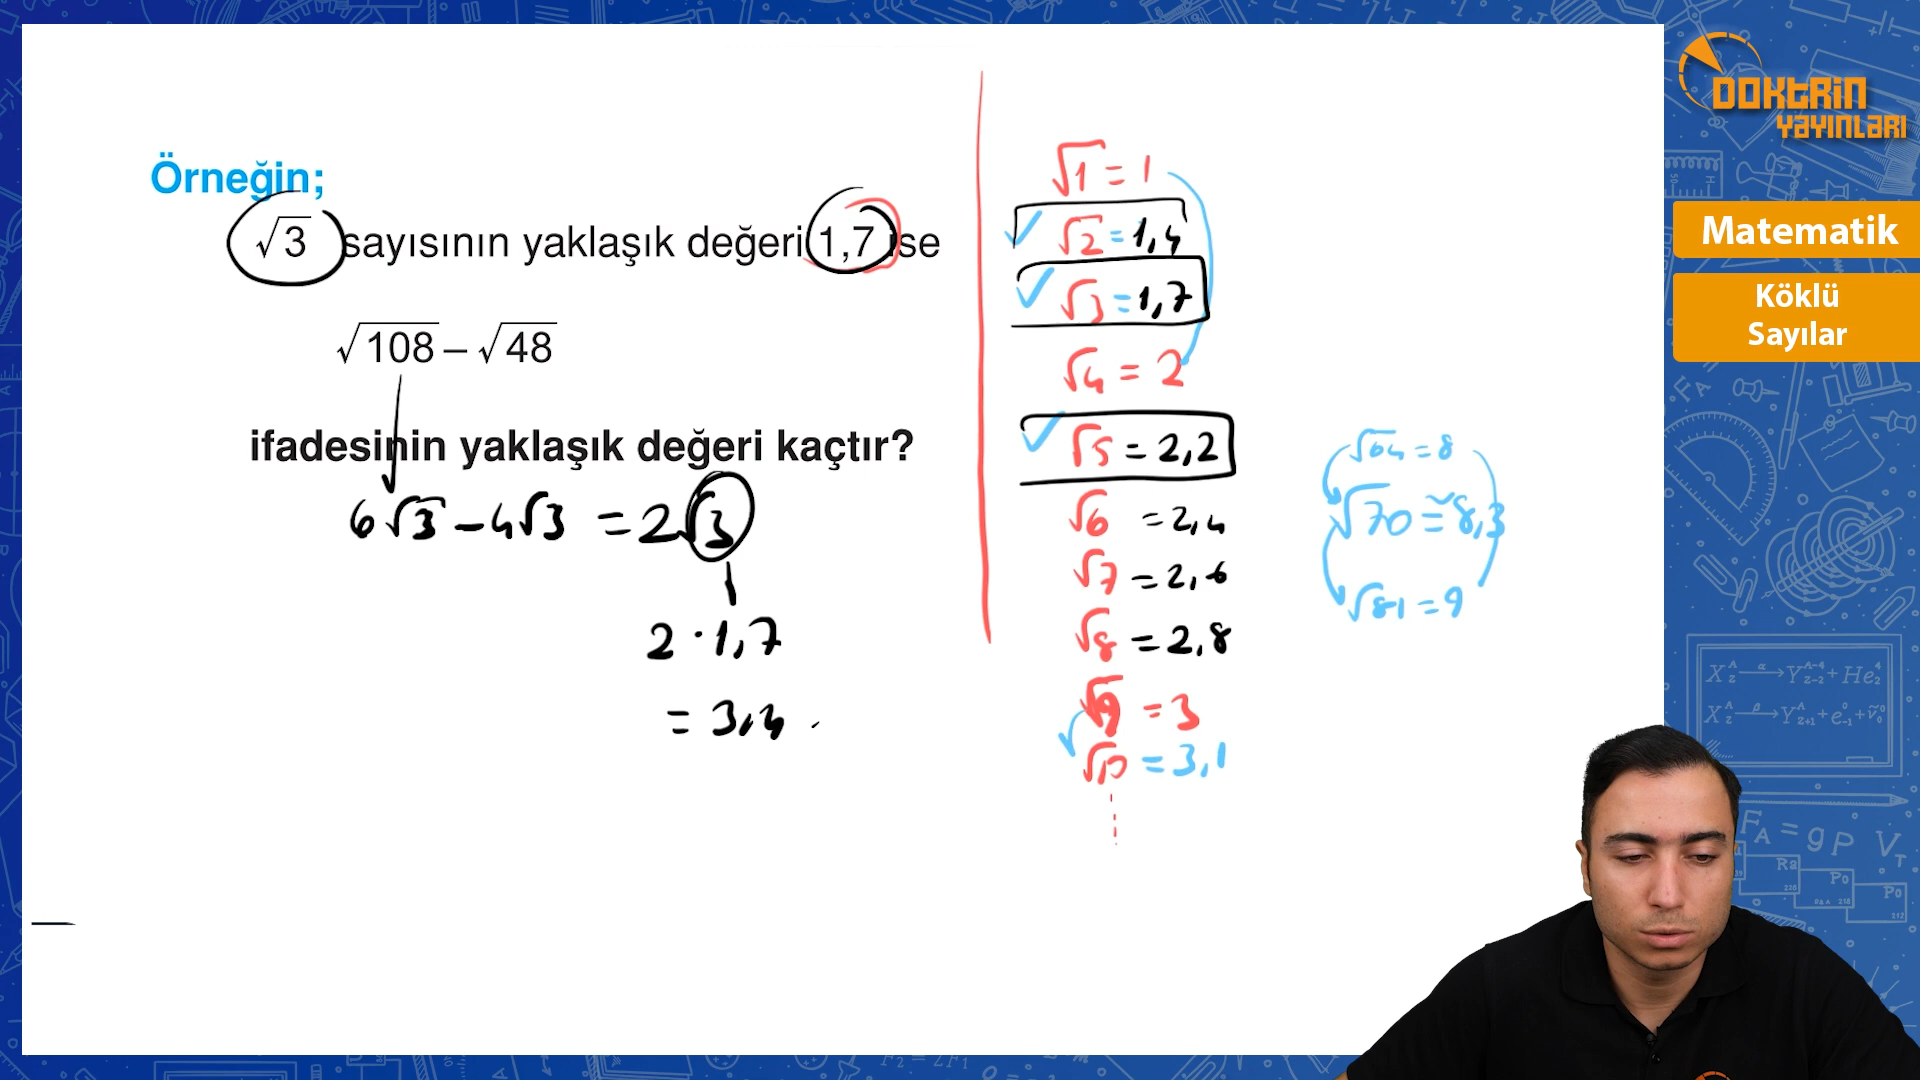 Örneğin;
√3 sayısının yaklaşık değeri 1,7 ise
√108 – √48
ifadesinin yaklaşık değeri kaçtır?
6√3 – 4√3 = 2√3
2 · 1,7
= 3,4
√1 = 1
√2 = 1,4
√3 = 1,7
√4 = 2
√5 = 2,2
√6 = 2,4
√7 = 2,6
√8 = 2,8
√9 = 3
√10 = 3,1
√64 = 8
√70 ≅ 8,3
√81 = 9
DOKTRİN
YAYINLARI
Matematik
Köklü
Sayılar